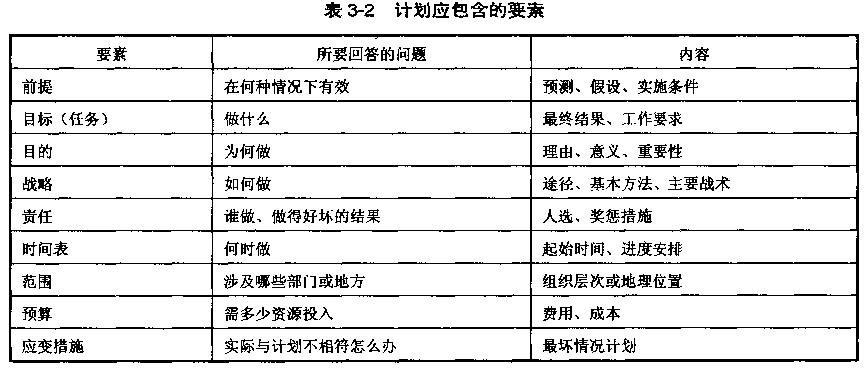 表3-2 计划应包含的要素
要素 所要回答的问题 内容
前提 在何种情况下有效 预测、假设、实施条件
目标（任务） 做什么 最终结果、工作要求
目的 为何做 理由、意义、重要性
战略 如何做 途径、基本方法、主要战术
责任 谁做、做得好坏的结果 人选、奖惩措施
时间表 何时做 起始时间、进度安排
范围 涉及哪些部门或地方 组织层次或地理位置
预算 需多少资源投入 费用、成本
应变措施 实际与计划不相符怎么办 最坏情况计划